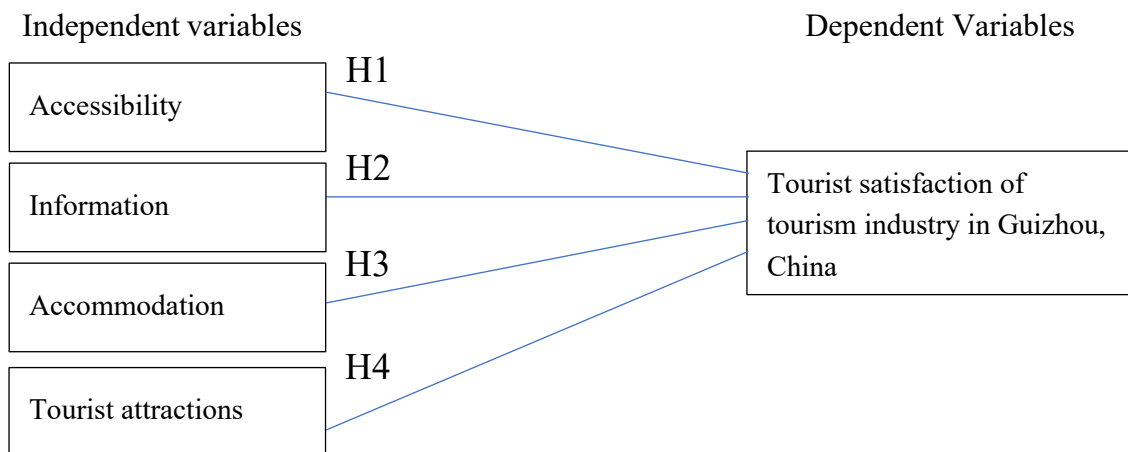 Independent variables
Dependent Variables
H1
Accessibility
H2
Information
Tourist satisfaction of
tourism industry in Guizhou,
China
H3
Accommodation
H4
Tourist attractions